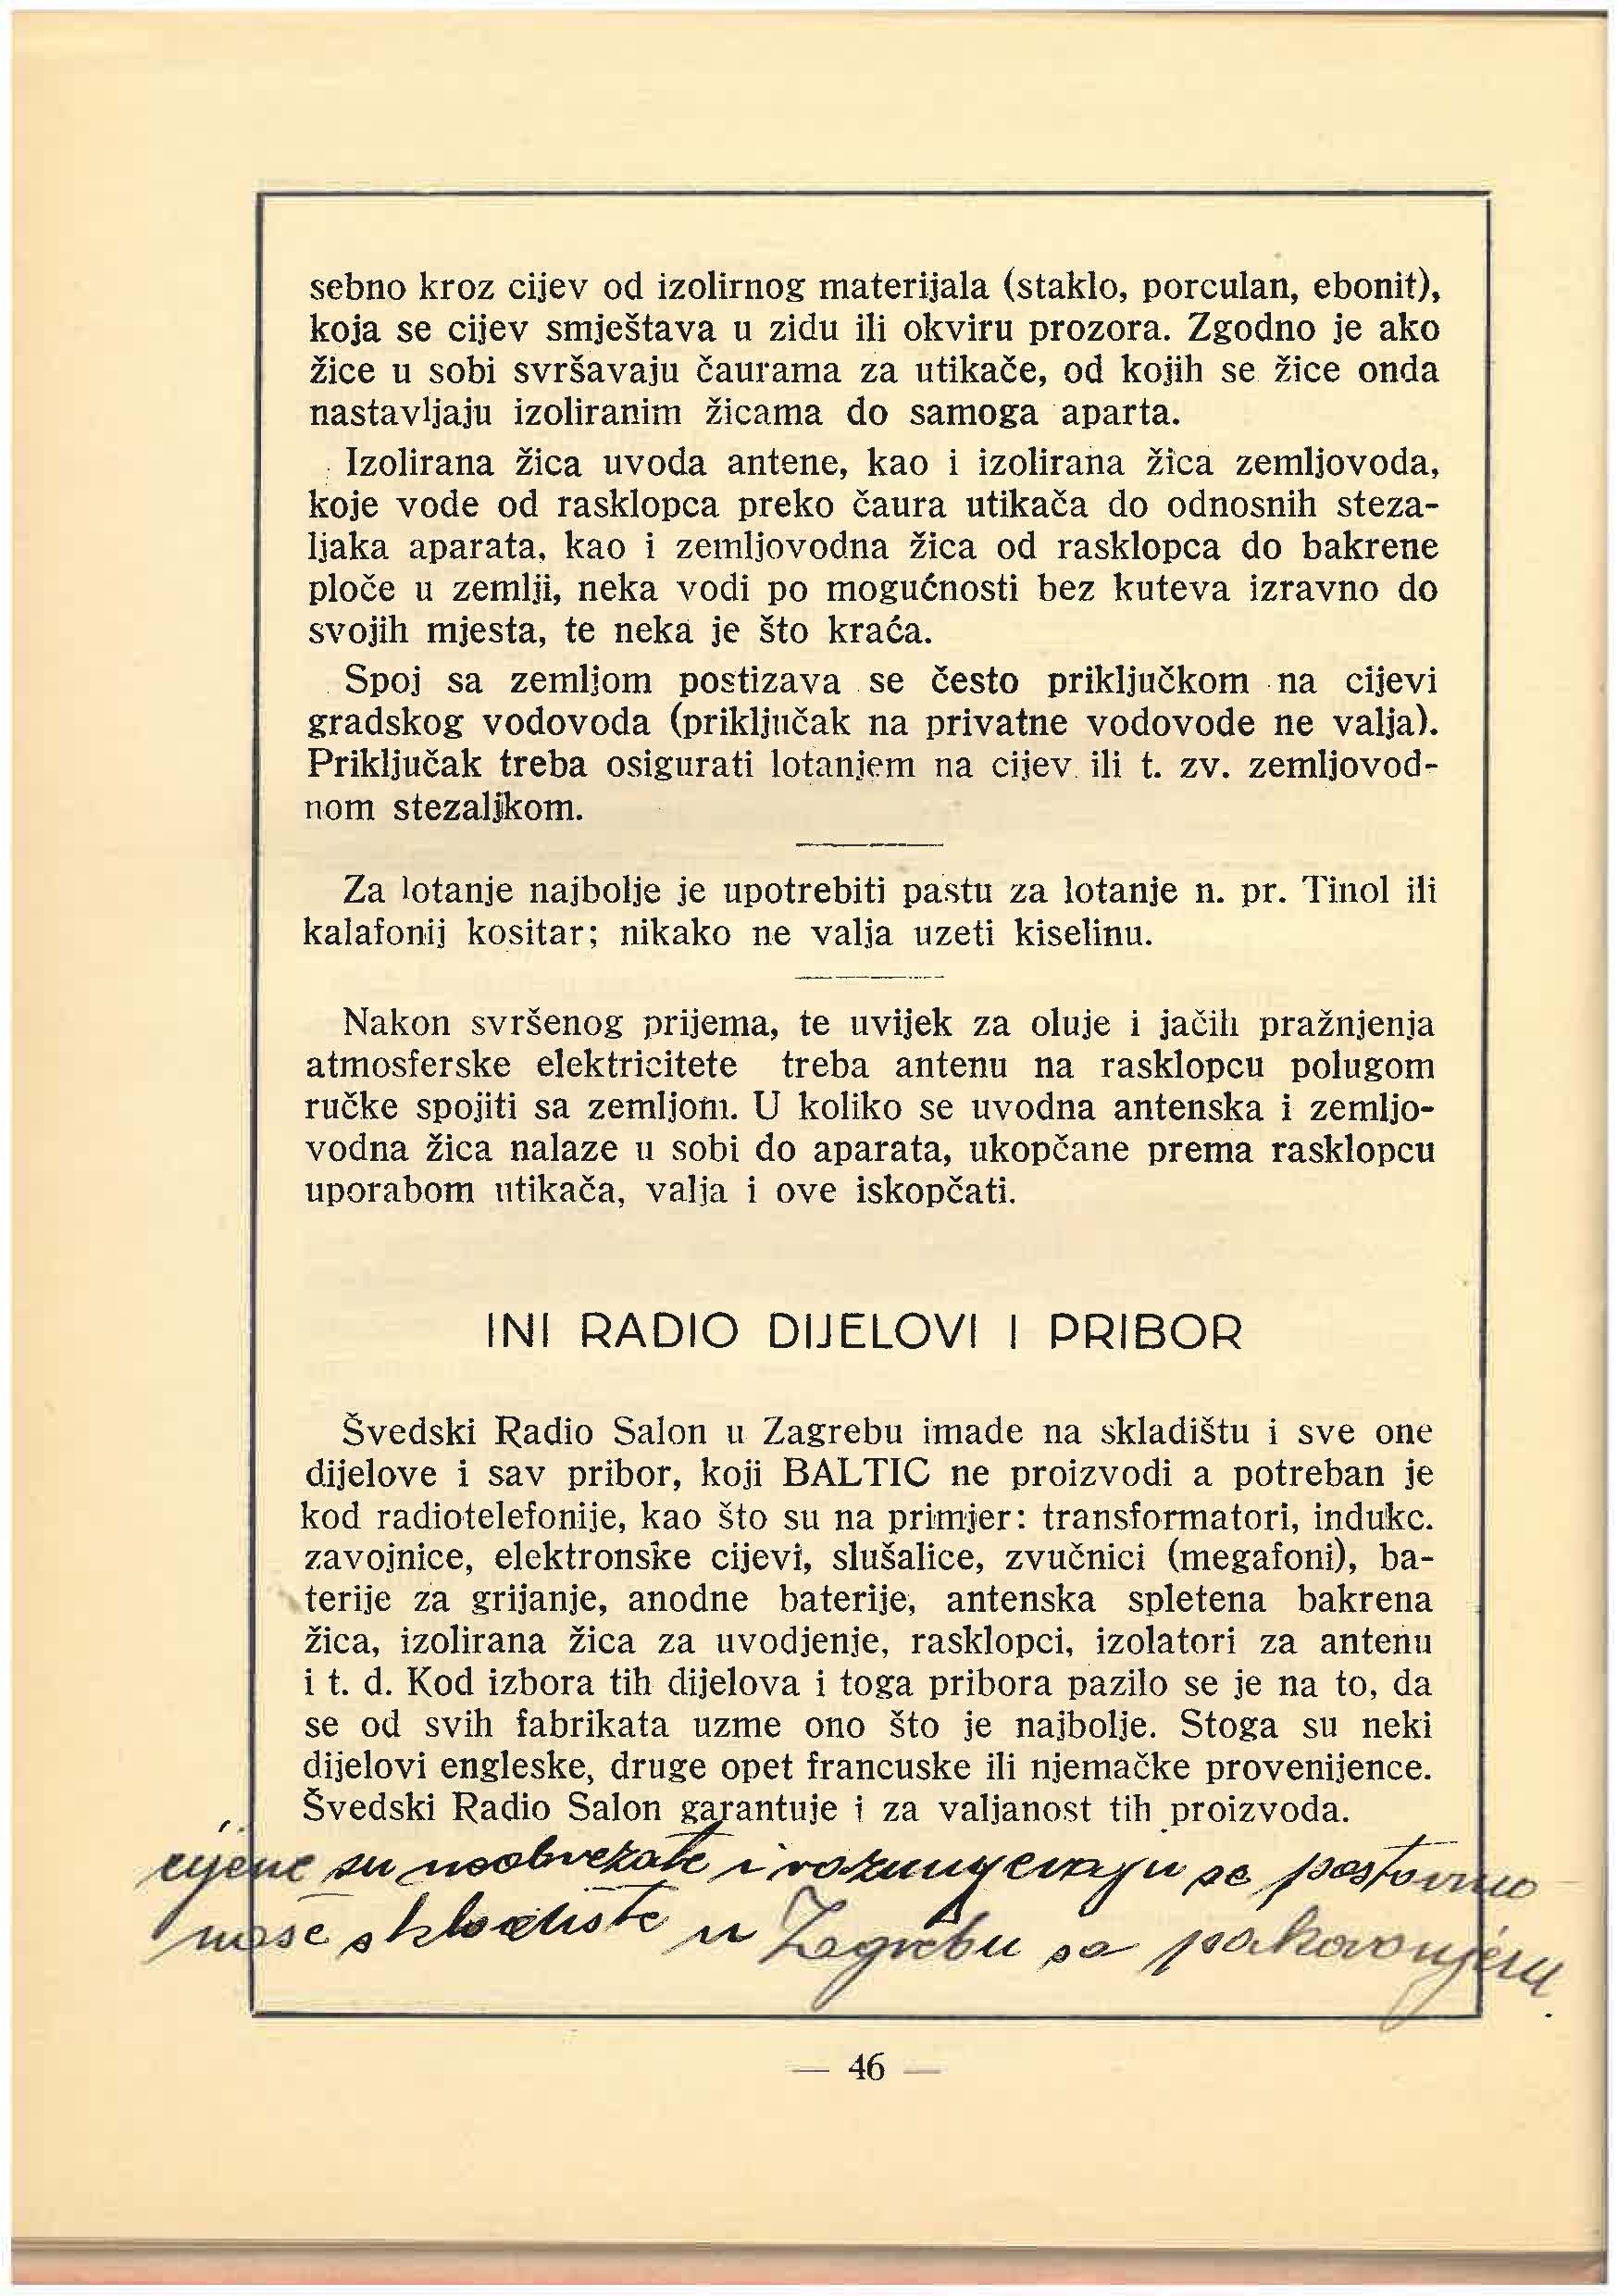 sebno kroz cijev od izolirnog materijala (staklo, porculan, ebonit),
koja se cijev smještava u zidu ili okviru prozora. Zgodno je ako
žice u sobi svršavaju čaurama za utikače, od kojih se žice onda
nastavljaju izoliranim žicama do samoga aparta.
Izolirana žica uvoda antene, kao i izolirana žica zemljovoda,
koje vode od rasklopca preko čaura utikača do odnosnih steza-
ljaka aparata, kao i zemljovodna žica od rasklopca do bakrene
ploče u zemlji, neka vodi po mogućnosti bez kuteva izravno do
svojih mjesta, te neka je što kraća.
Spoj sa zemljom postizava se često priključkom na cijevi
gradskog vodovoda (priključak na privatne vodovode ne valja).
Priključak treba osigurati lotanjem na cijev ili t. zv. zemljovod-
nom stezaljkom.
Za lotanje najbolje je upotrebiti pastu za lotanje n. pr. Tinol ili
kalafonij kositar; nikako ne valja uzeti kiselinu.
Nakon svršenog prijema, te uvijek za oluje i jačih pražnjenja
atmosferske elektricitete treba antenu na rasklopcu polugom
ručke spojiti sa zemljom. U koliko se uvodna antenska i zemljo-
vodna žica nalaze u sobi do aparata, ukopčane prema rasklopcu
uporabom utikača, valja i ove iskopčati.
INI RADIO DIJELOVI I PRIBOR
Švedski Radio Salon u Zagrebu imade na skladištu i sve one
dijelove i sav pribor, koji BALTIC ne proizvodi a potreban je
kod radiotelefonije, kao što su na primjer: transformatori, indukc.
zavojnice, elektronske cijevi, slušalice, zvučnici (megafoni), ba-
terije za grijanje, anodne baterije, antenska spletena bakrena
žica, izolirana žica za uvodjenje, rasklopci, izolatori za antenu
i t. d. Kod izbora tih dijelova i toga pribora pazilo se je na to, da
se od svih fabrikata uzme ono što je najbolje. Stoga su neki
dijelovi engleske, druge opet francuske ili njemačke provenijence.
Švedski Radio Salon garantuje i za valjanost tih proizvoda.
cijene su neobvezate i razumijevaju se postavno
naše skladište u Zagrebu sa pakovanjem.
— 46 —